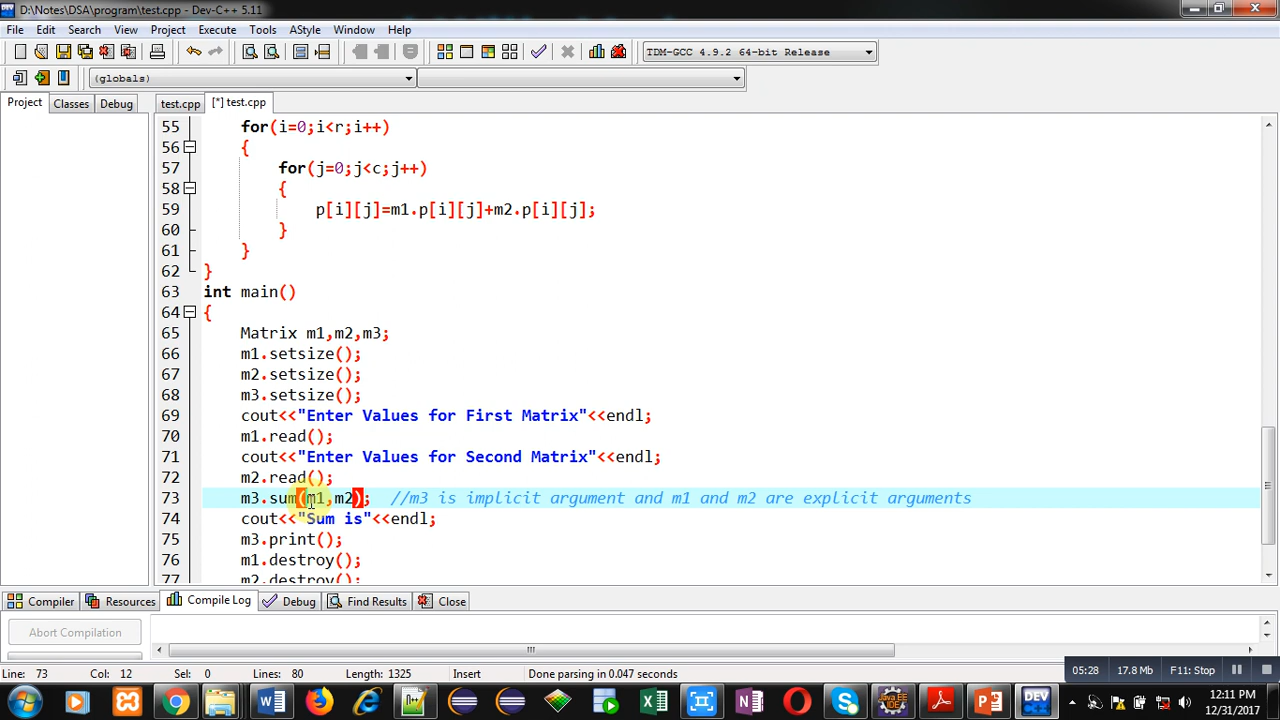 D:\Notes\DSA\program\test.cpp - Dev-C++ 5.11
File Edit Search View Project Execute Tools AStyle Window Help
TDM-GCC 4.9.2 64-bit Release
(globals)
Project Classes Debug test.cpp [*] test.cpp
55 for(i=0;i<r;i++)
56 {
57 for(j=0;j<c;j++)
58 {
59 p[i][j]=m1.p[i][j]+m2.p[i][j];
60 }
61 }
62 }
63 int main()
64 {
65 Matrix m1,m2,m3;
66 m1.setsize();
67 m2.setsize();
68 m3.setsize();
69 cout<<"Enter Values for First Matrix"<<endl;
70 m1.read();
71 cout<<"Enter Values for Second Matrix"<<endl;
72 m2.read();
73 m3.sum(m1,m2); //m3 is implicit argument and m1 and m2 are explicit arguments
74 cout<<"Sum is"<<endl;
75 m3.print();
76 m1.destroy();
77 m2.destroy();
Compiler Resources Compile Log Debug Find Results Close
Abort Compilation
Line: 73 Col: 12 Sel: 0 Lines: 80 Length: 1325 Insert Done parsing in 0.047 seconds
05:28 17.8 Mb F11: Stop
12:11 PM
12/31/2017